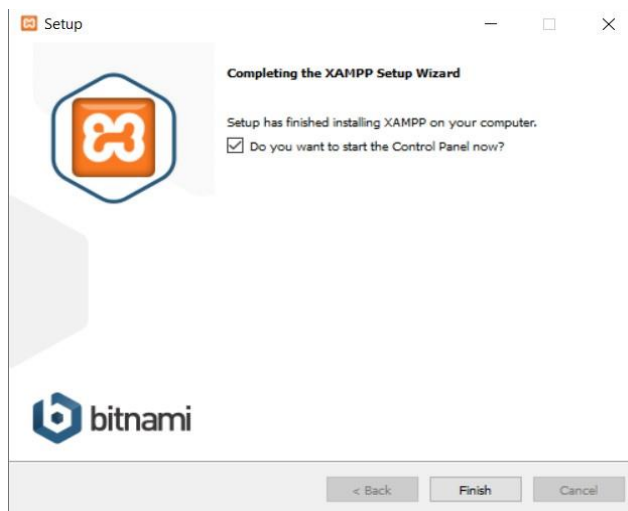 Setup
Completing the XAMPP Setup Wizard
Setup has finished installing XAMPP on your computer.
Do you want to start the Control Panel now?
bitnami
< Back
Finish
Cancel